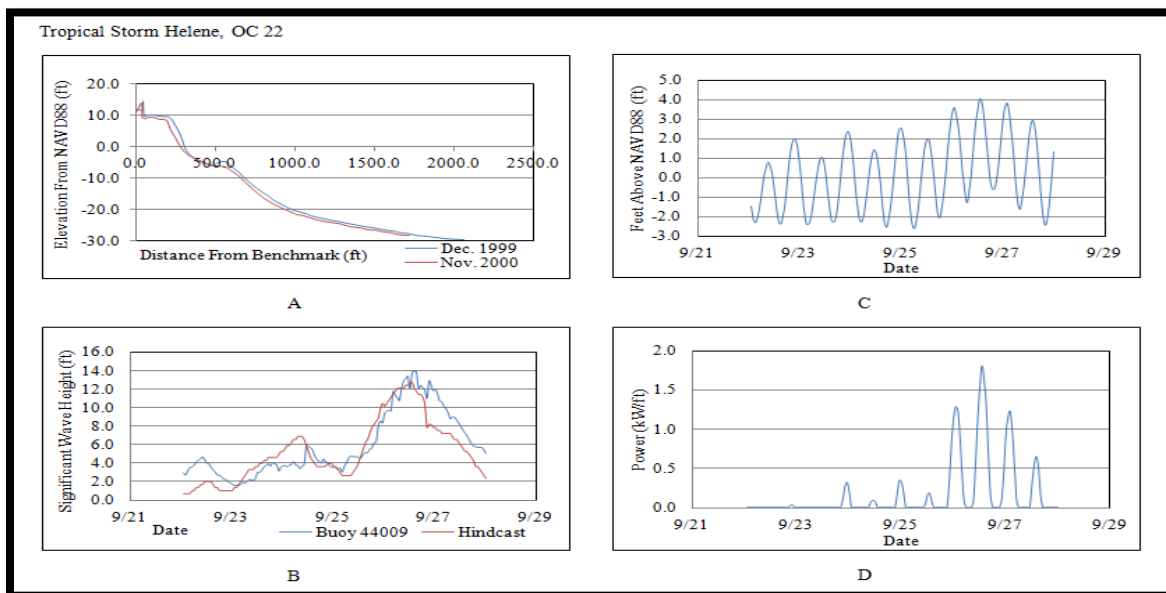 Tropical Storm Helene, OC 22
Elevation From NAVD88 (ft)
20.0
10.0
0.0
-10.0
-20.0
-30.0
0.0 500.0 1000.0 1500.0 2000.0 2500.0
Distance From Benchmark (ft)
Dec. 1999
Nov. 2000
A
Feet Above NAVD88 (ft)
5.0
4.0
3.0
2.0
1.0
0.0
-1.0
-2.0
-3.0
9/21 9/23 9/25 9/27 9/29
Date
C
Significant Wave Height (ft)
16.0
14.0
12.0
10.0
8.0
6.0
4.0
2.0
0.0
9/21 9/23 9/25 9/27 9/29
Date
Buoy 44009 Hindcast
B
Power (kW/ft)
2.0
1.5
1.0
0.5
0.0
9/21 9/23 9/25 9/27 9/29
Date
D